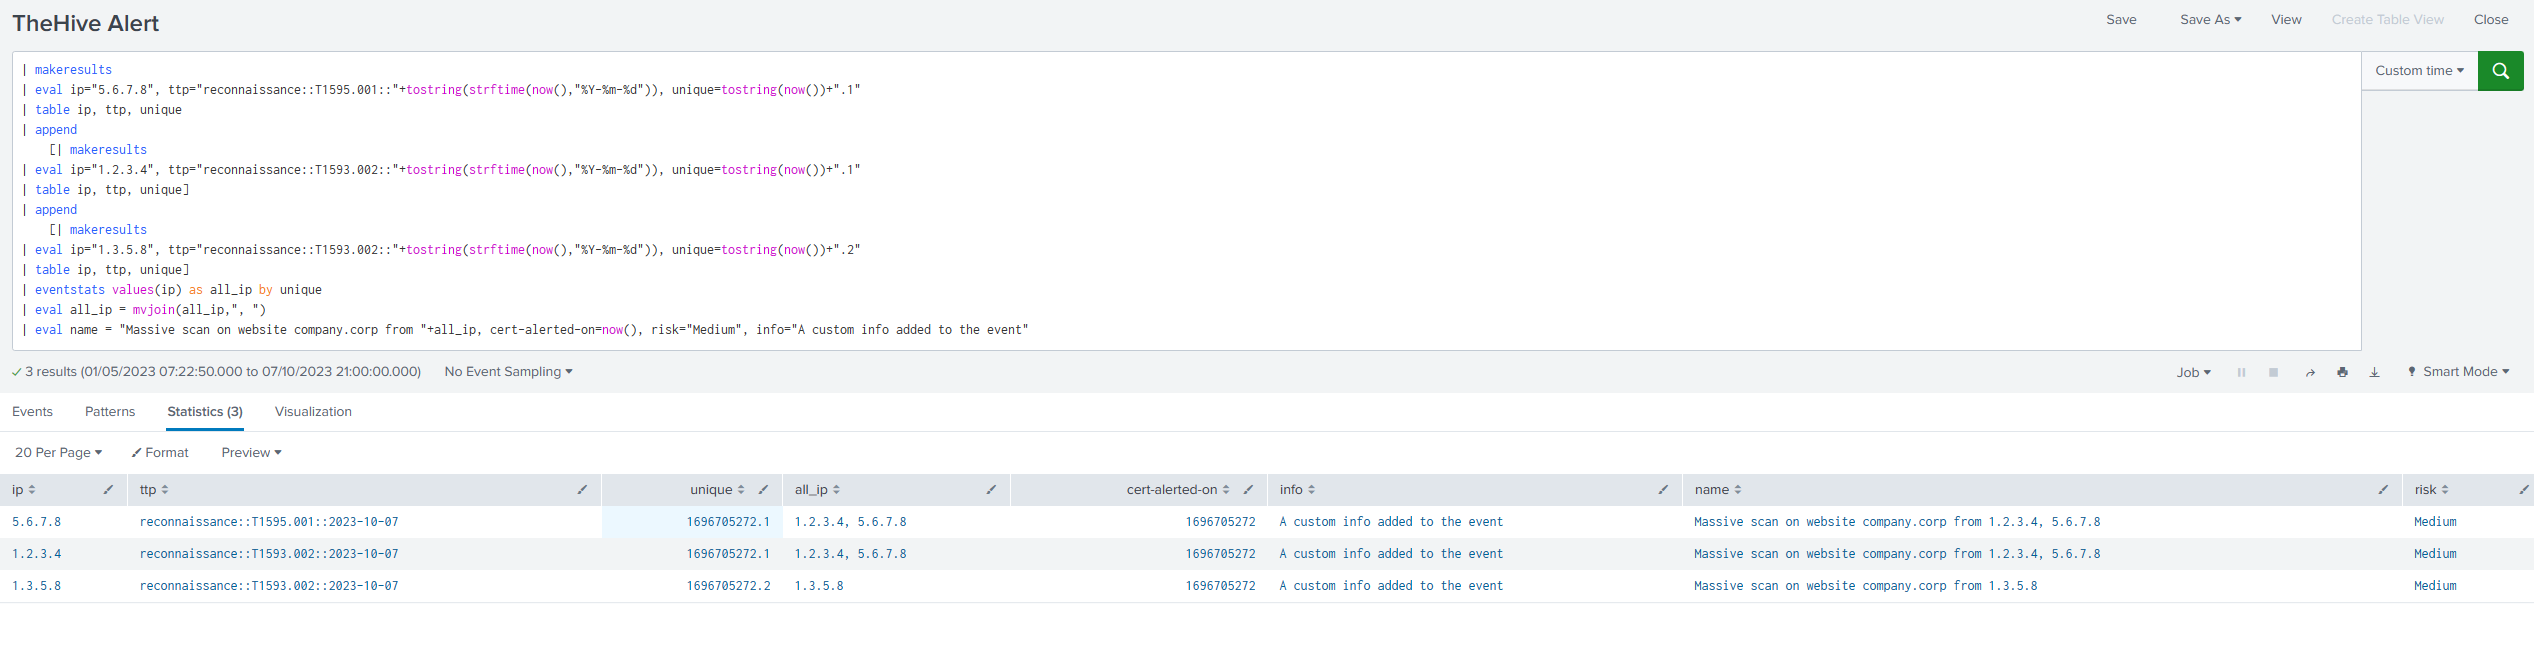 TheHive Alert
Save Save As View Create Table View Close
| makeresults
| eval ip="5.6.7.8", ttp="reconnaissance::T1595.001::"+tostring(strftime(now(),"%Y-%m-%d")), unique=tostring(now())+".1"
| table ip, ttp, unique
| append
[| makeresults
| eval ip="1.2.3.4", ttp="reconnaissance::T1593.002::"+tostring(strftime(now(),"%Y-%m-%d")), unique=tostring(now())+".1"
| table ip, ttp, unique]
| append
[| makeresults
| eval ip="1.3.5.8", ttp="reconnaissance::T1593.002::"+tostring(strftime(now(),"%Y-%m-%d")), unique=tostring(now())+".2"
| table ip, ttp, unique]
| eventstats values(ip) as all_ip by unique
| eval all_ip = mvjoin(all_ip,", ")
| eval name = "Massive scan on website company.corp from "+all_ip, cert-alerted-on=now(), risk="Medium", info="A custom info added to the event"
Custom time
3 results (01/05/2023 07:22:50.000 to 07/10/2023 21:00:00.000) No Event Sampling Job Smart Mode
Events Patterns Statistics (3) Visualization
20 Per Page Format Preview
ip ttp unique all_ip cert-alerted-on info name risk
5.6.7.8 reconnaissance::T1595.001::2023-10-07 1696705272.1 1.2.3.4, 5.6.7.8 1696705272 A custom info added to the event Massive scan on website company.corp from 1.2.3.4, 5.6.7.8 Medium
1.2.3.4 reconnaissance::T1593.002::2023-10-07 1696705272.1 1.2.3.4, 5.6.7.8 1696705272 A custom info added to the event Massive scan on website company.corp from 1.2.3.4, 5.6.7.8 Medium
1.3.5.8 reconnaissance::T1593.002::2023-10-07 1696705272.2 1.3.5.8 1696705272 A custom info added to the event Massive scan on website company.corp from 1.3.5.8 Medium